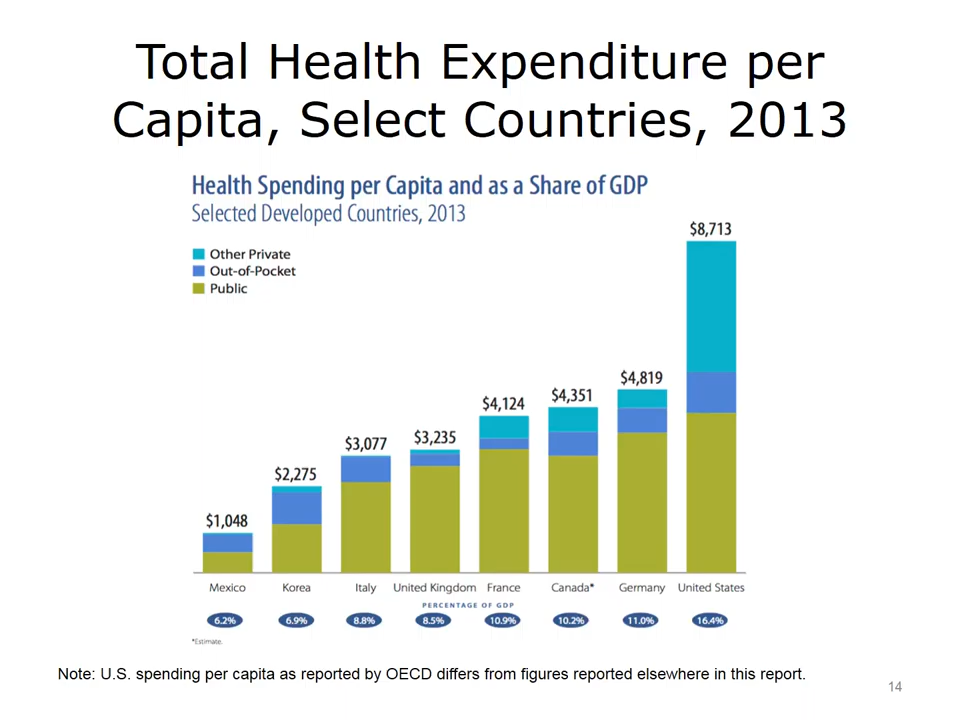 Total Health Expenditure per
Capita, Select Countries, 2013
Health Spending per Capita and as a Share of GDP
Selected Developed Countries, 2013
Other Private
Out-of-Pocket
Public
$1,048
$2,275
$3,077
$3,235
$4,124
$4,351
$4,819
$8,713
Mexico Korea Italy United Kingdom France Canada* Germany United States
PERCENTAGE OF GDP
6.2% 6.9% 8.8% 8.5% 10.9% 10.2% 11.0% 16.4%
*Estimate.
Note: U.S. spending per capita as reported by OECD differs from figures reported elsewhere in this report.
14